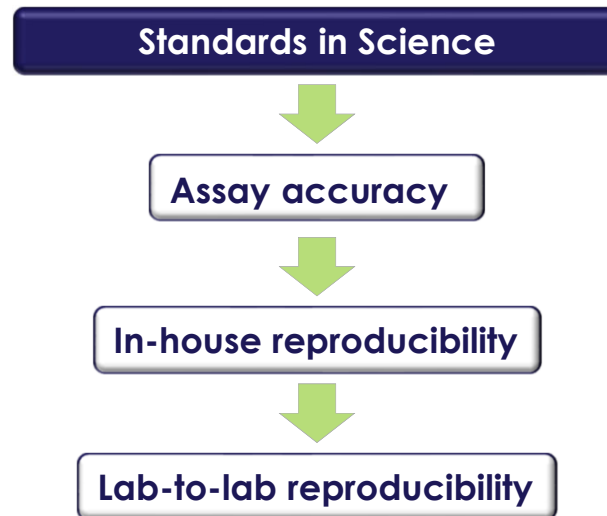 Standards in Science
Assay accuracy
In-house reproducibility
Lab-to-lab reproducibility